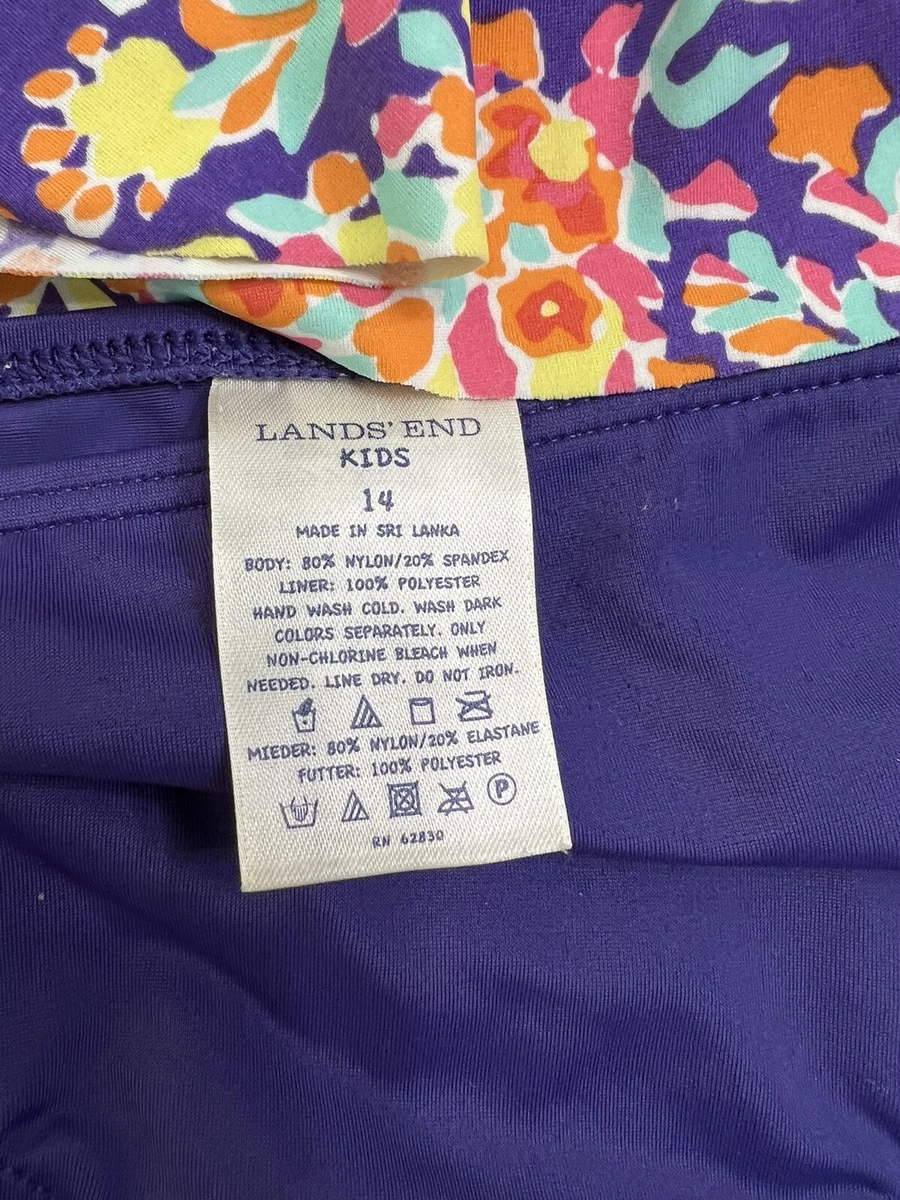 LANDS' END
KIDS
14
MADE IN SRI LANKA
BODY: 80% NYLON/20% SPANDEX
LINER: 100% POLYESTER
HAND WASH COLD. WASH DARK
COLORS SEPARATELY. ONLY
NON-CHLORINE BLEACH WHEN
NEEDED. LINE DRY. DO NOT IRON.
MIEDER: 80% NYLON/20% ELASTANE
FUTTER: 100% POLYESTER
P
RN 62830